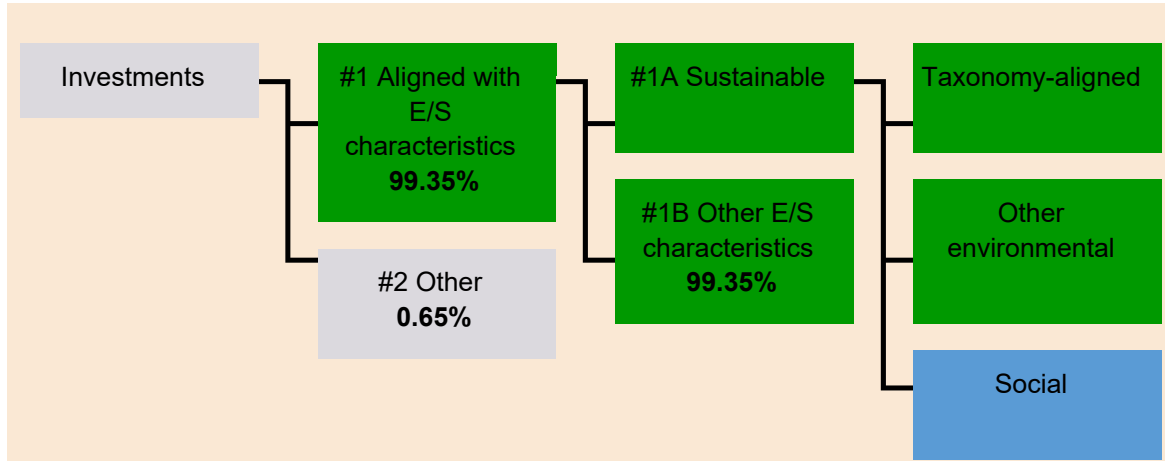 Investments
#1 Aligned with
E/S
characteristics
99.35%
#2 Other
0.65%
#1A Sustainable
#1B Other E/S
characteristics
99.35%
Taxonomy-aligned
Other
environmental
Social